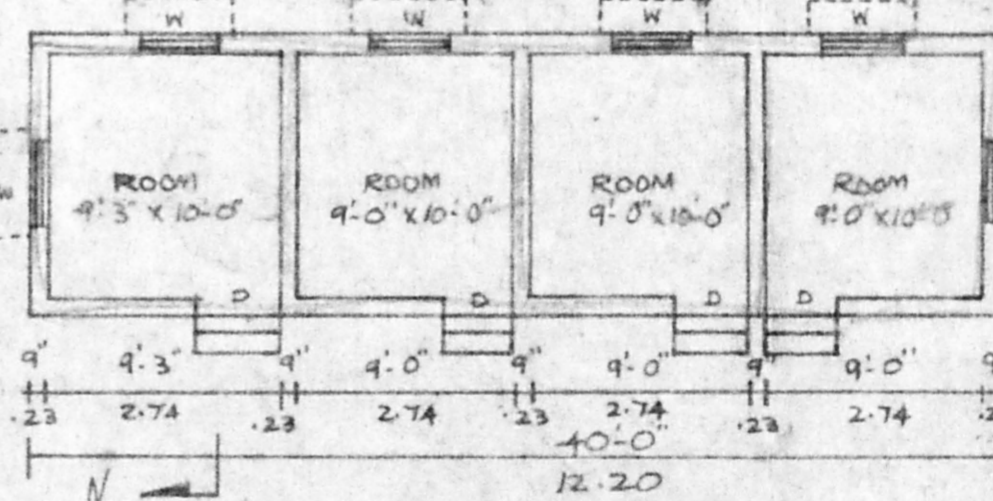 W W W W
W
ROOM ROOM ROOM ROOM
9'-3" X 10'-0" 9'-0" X 10'-0" 9'-0" X 10'-0" 9'-0" X 10'-0"
D D D D
9" 9'-3" 9" 9'-0" 9" 9'-0" 9 9'-0" 9
.23 2.74 .23 2.74 .23 2.74 .23 2.74 .2
40'-0"
12.20
N